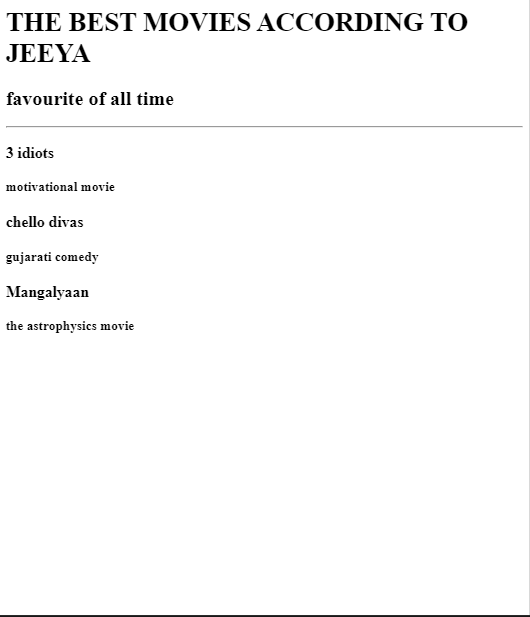 THE BEST MOVIES ACCORDING TO
JEEYA
favourite of all time
3 idiots
motivational movie
chello divas
gujarati comedy
Mangalyaan
the astrophysics movie